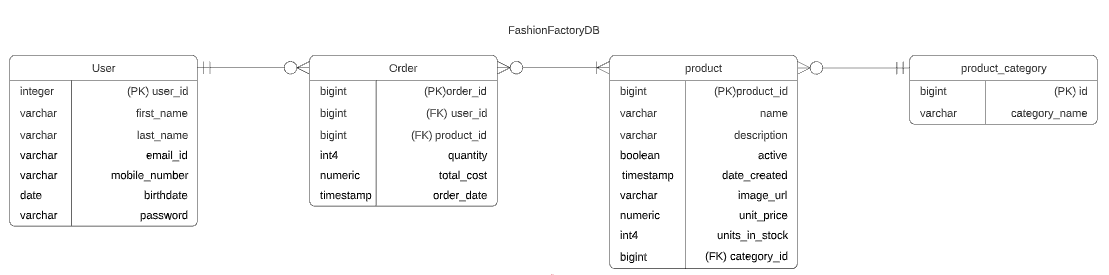 FashionFactoryDB
User
integer (PK) user_id
varchar first_name
varchar last_name
varchar email_id
varchar mobile_number
date birthdate
varchar password
Order
bigint (PK)order_id
bigint (FK) user_id
bigint (FK) product_id
int4 quantity
numeric total_cost
timestamp order_date
product
bigint (PK)product_id
varchar name
varchar description
boolean active
timestamp date_created
varchar image_url
numeric unit_price
int4 units_in_stock
bigint (FK) category_id
product_category
bigint (PK) id
varchar category_name